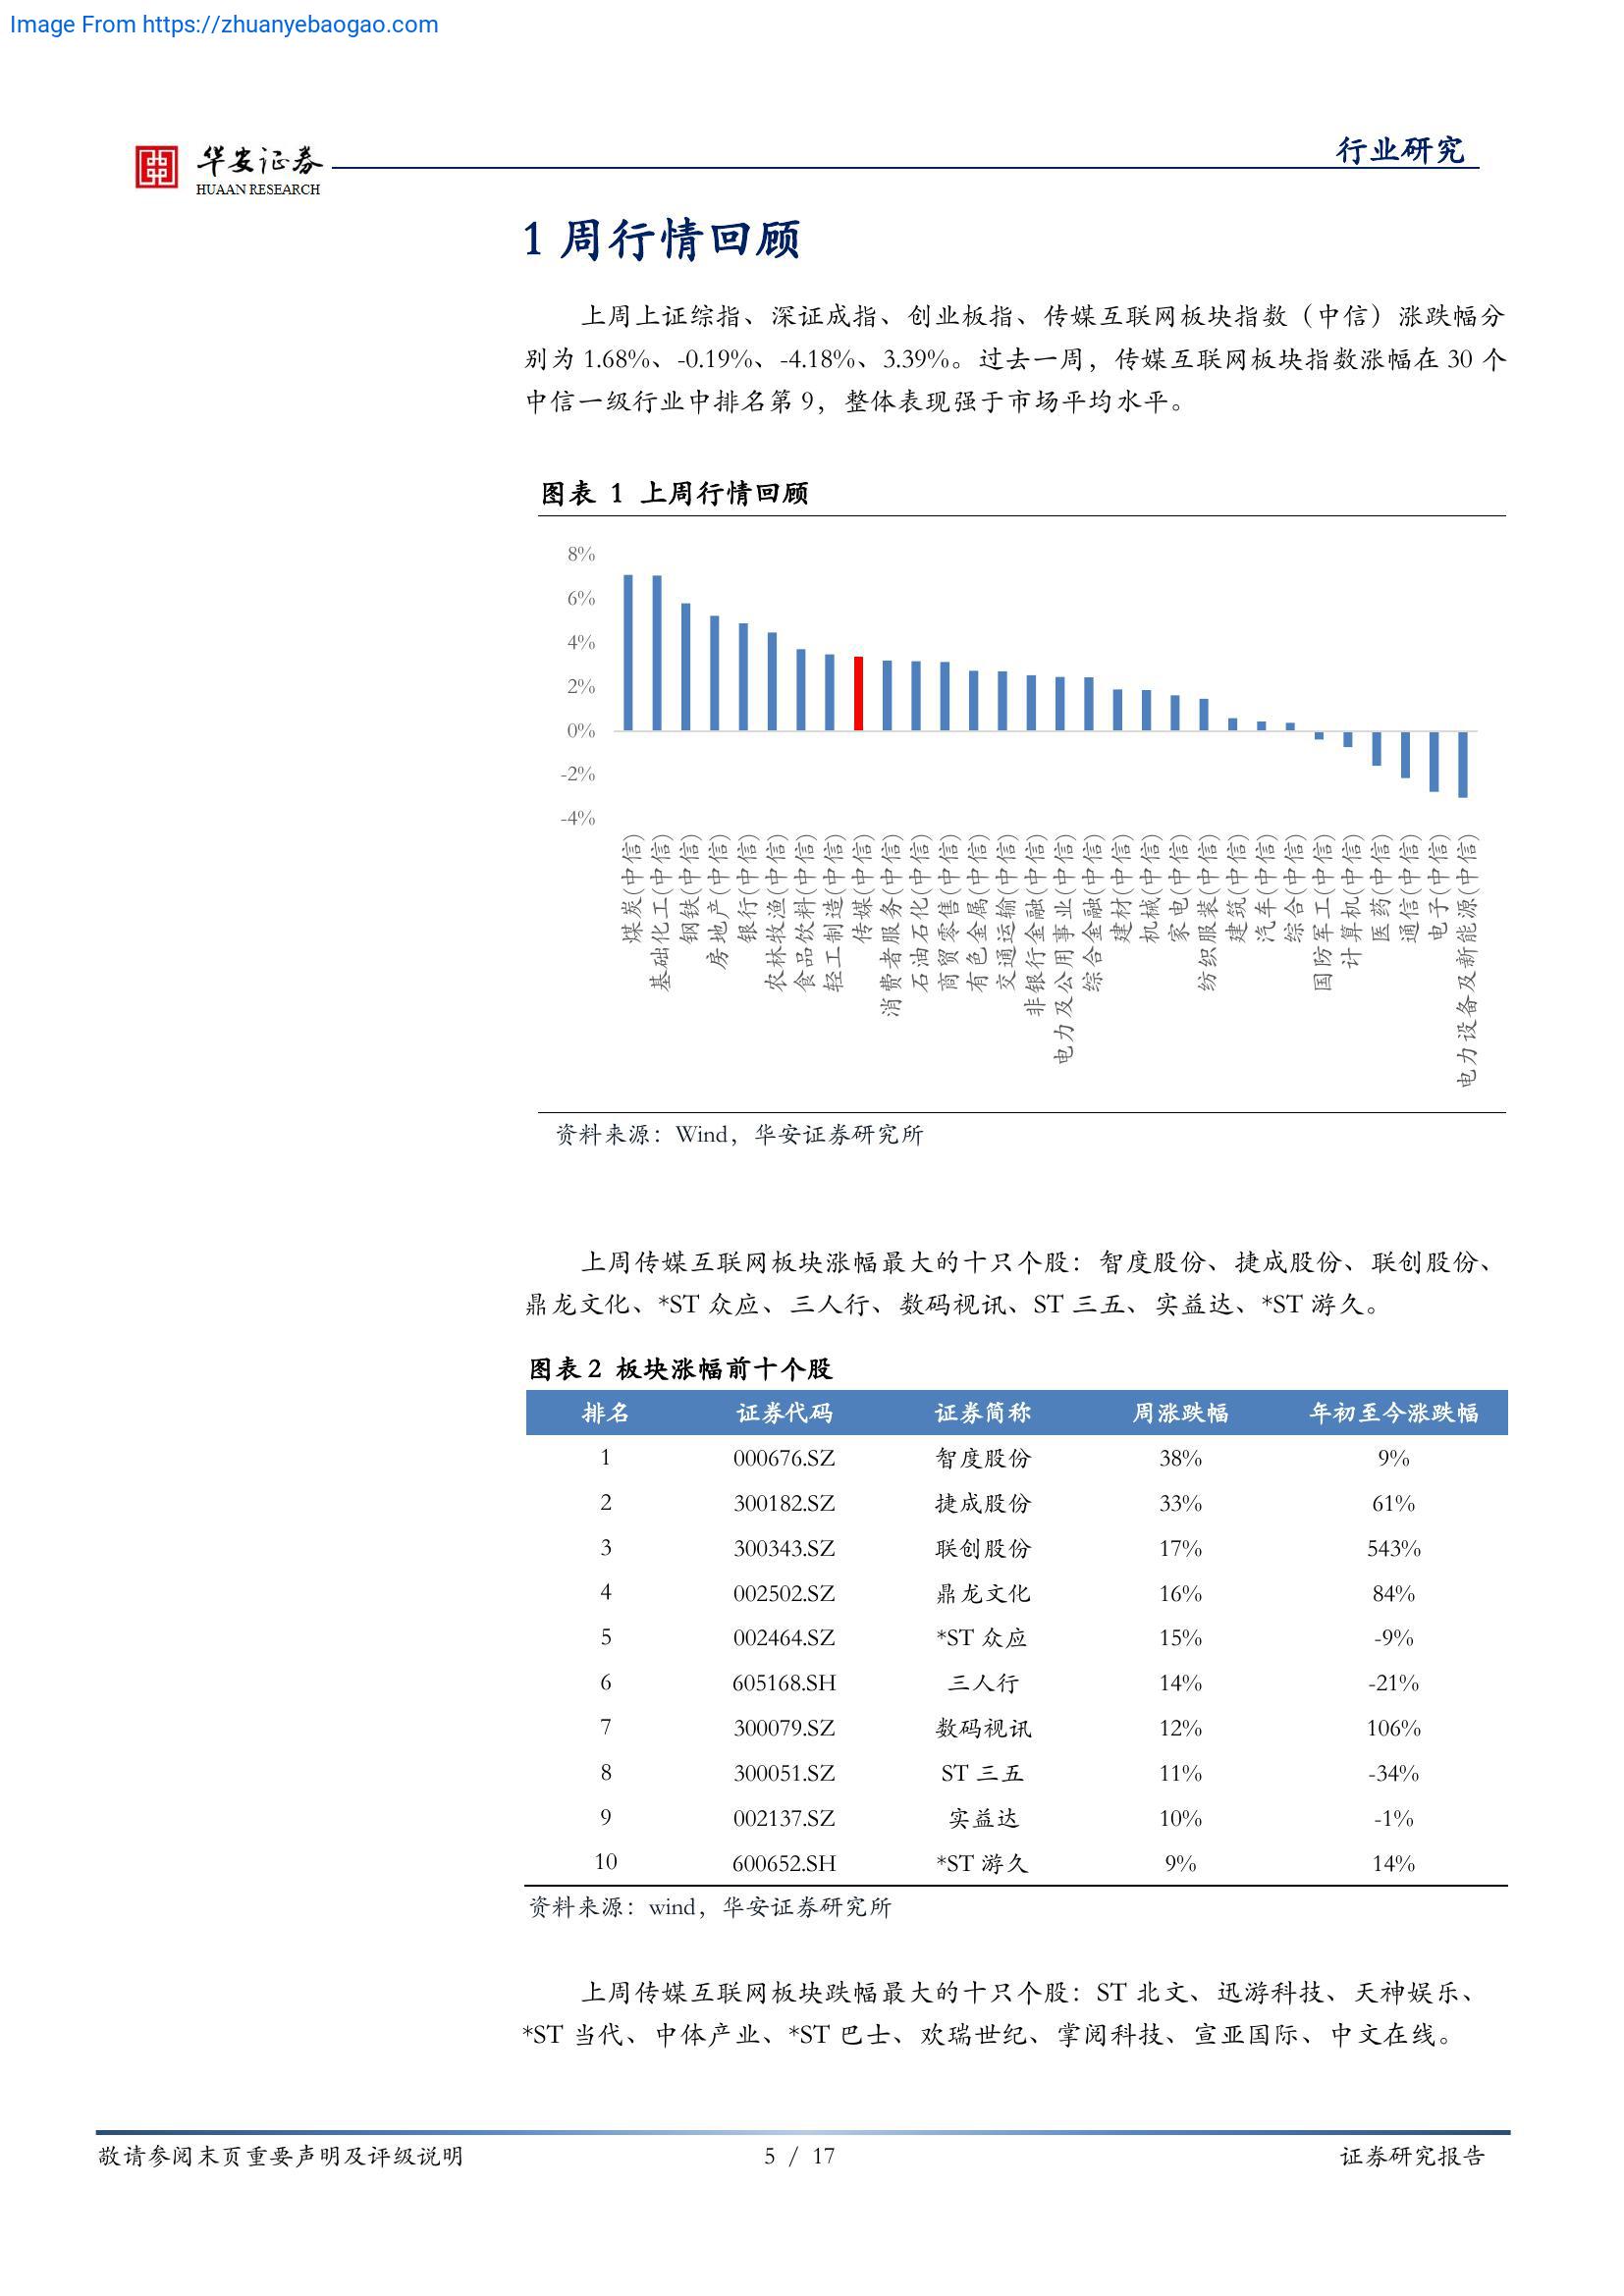 Image From https://zhuanyebaogao.com
华安证券
HUAAN RESEARCH
行业研究
1 周行情回顾
上周上证综指、深证成指、创业板指、传媒互联网板块指数（中信）涨跌幅分
别为 1.68%、-0.19%、-4.18%、3.39%。过去一周，传媒互联网板块指数涨幅在 30 个
中信一级行业中排名第 9，整体表现强于市场平均水平。
图表 1 上周行情回顾
8%
6%
4%
2%
0%
-2%
-4%
煤炭(中信)
基础化工(中信)
钢铁(中信)
房地产(中信)
银行(中信)
农林牧渔(中信)
食品饮料(中信)
轻工制造(中信)
传媒(中信)
消费者服务(中信)
石油石化(中信)
商贸零售(中信)
有色金属(中信)
交通运输(中信)
非银行金融(中信)
电力及公用事业(中信)
综合金融(中信)
建材(中信)
机械(中信)
家电(中信)
纺织服装(中信)
建筑(中信)
汽车(中信)
综合(中信)
国防军工(中信)
计算机(中信)
医药(中信)
通信(中信)
电子(中信)
电力设备及新能源(中信)
资料来源：Wind，华安证券研究所
上周传媒互联网板块涨幅最大的十只个股：智度股份、捷成股份、联创股份、
鼎龙文化、*ST 众应、三人行、数码视讯、ST 三五、实益达、*ST 游久。
图表 2 板块涨幅前十个股
排名 证券代码 证券简称 周涨跌幅 年初至今涨跌幅
1 000676.SZ 智度股份 38% 9%
2 300182.SZ 捷成股份 33% 61%
3 300343.SZ 联创股份 17% 543%
4 002502.SZ 鼎龙文化 16% 84%
5 002464.SZ *ST 众应 15% -9%
6 605168.SH 三人行 14% -21%
7 300079.SZ 数码视讯 12% 106%
8 300051.SZ ST 三五 11% -34%
9 002137.SZ 实益达 10% -1%
10 600652.SH *ST 游久 9% 14%
资料来源：wind，华安证券研究所
上周传媒互联网板块跌幅最大的十只个股：ST 北文、迅游科技、天神娱乐、
*ST 当代、中体产业、*ST 巴士、欢瑞世纪、掌阅科技、宣亚国际、中文在线。
敬请参阅末页重要声明及评级说明 5 / 17 证券研究报告